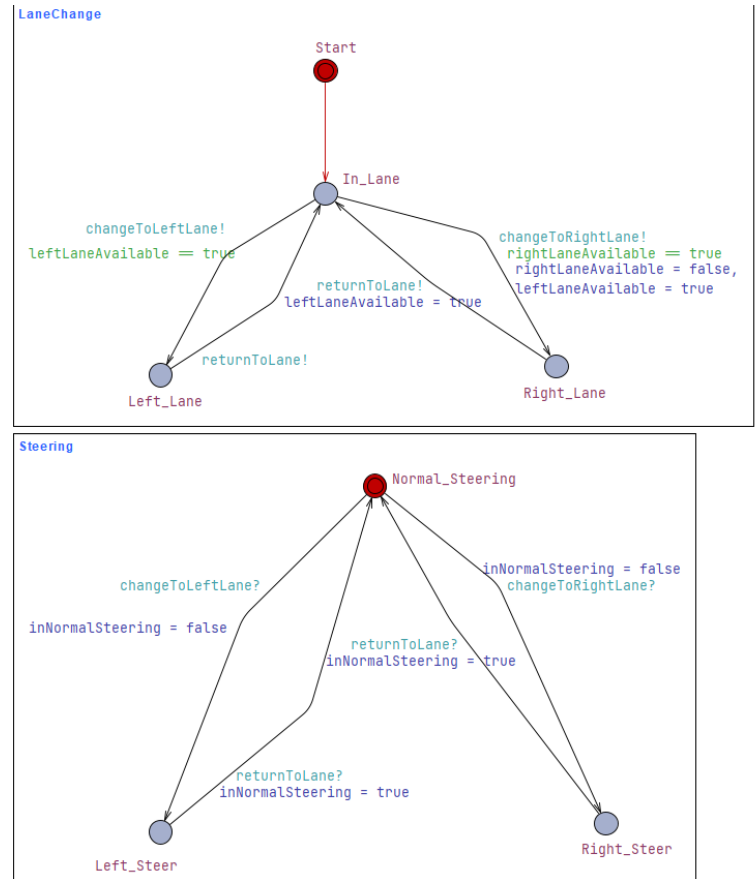 LaneChange
Start
In_Lane
changeToLeftLane!
leftLaneAvailable == true
changeToRightLane!
rightLaneAvailable == true
rightLaneAvailable = false,
leftLaneAvailable = true
returnToLane!
leftLaneAvailable = true
returnToLane!
Left_Lane
Right_Lane
Steering
Normal_Steering
changeToLeftLane?
inNormalSteering = false
inNormalSteering = false
changeToRightLane?
returnToLane?
inNormalSteering = true
returnToLane?
inNormalSteering = true
Left_Steer
Right_Steer